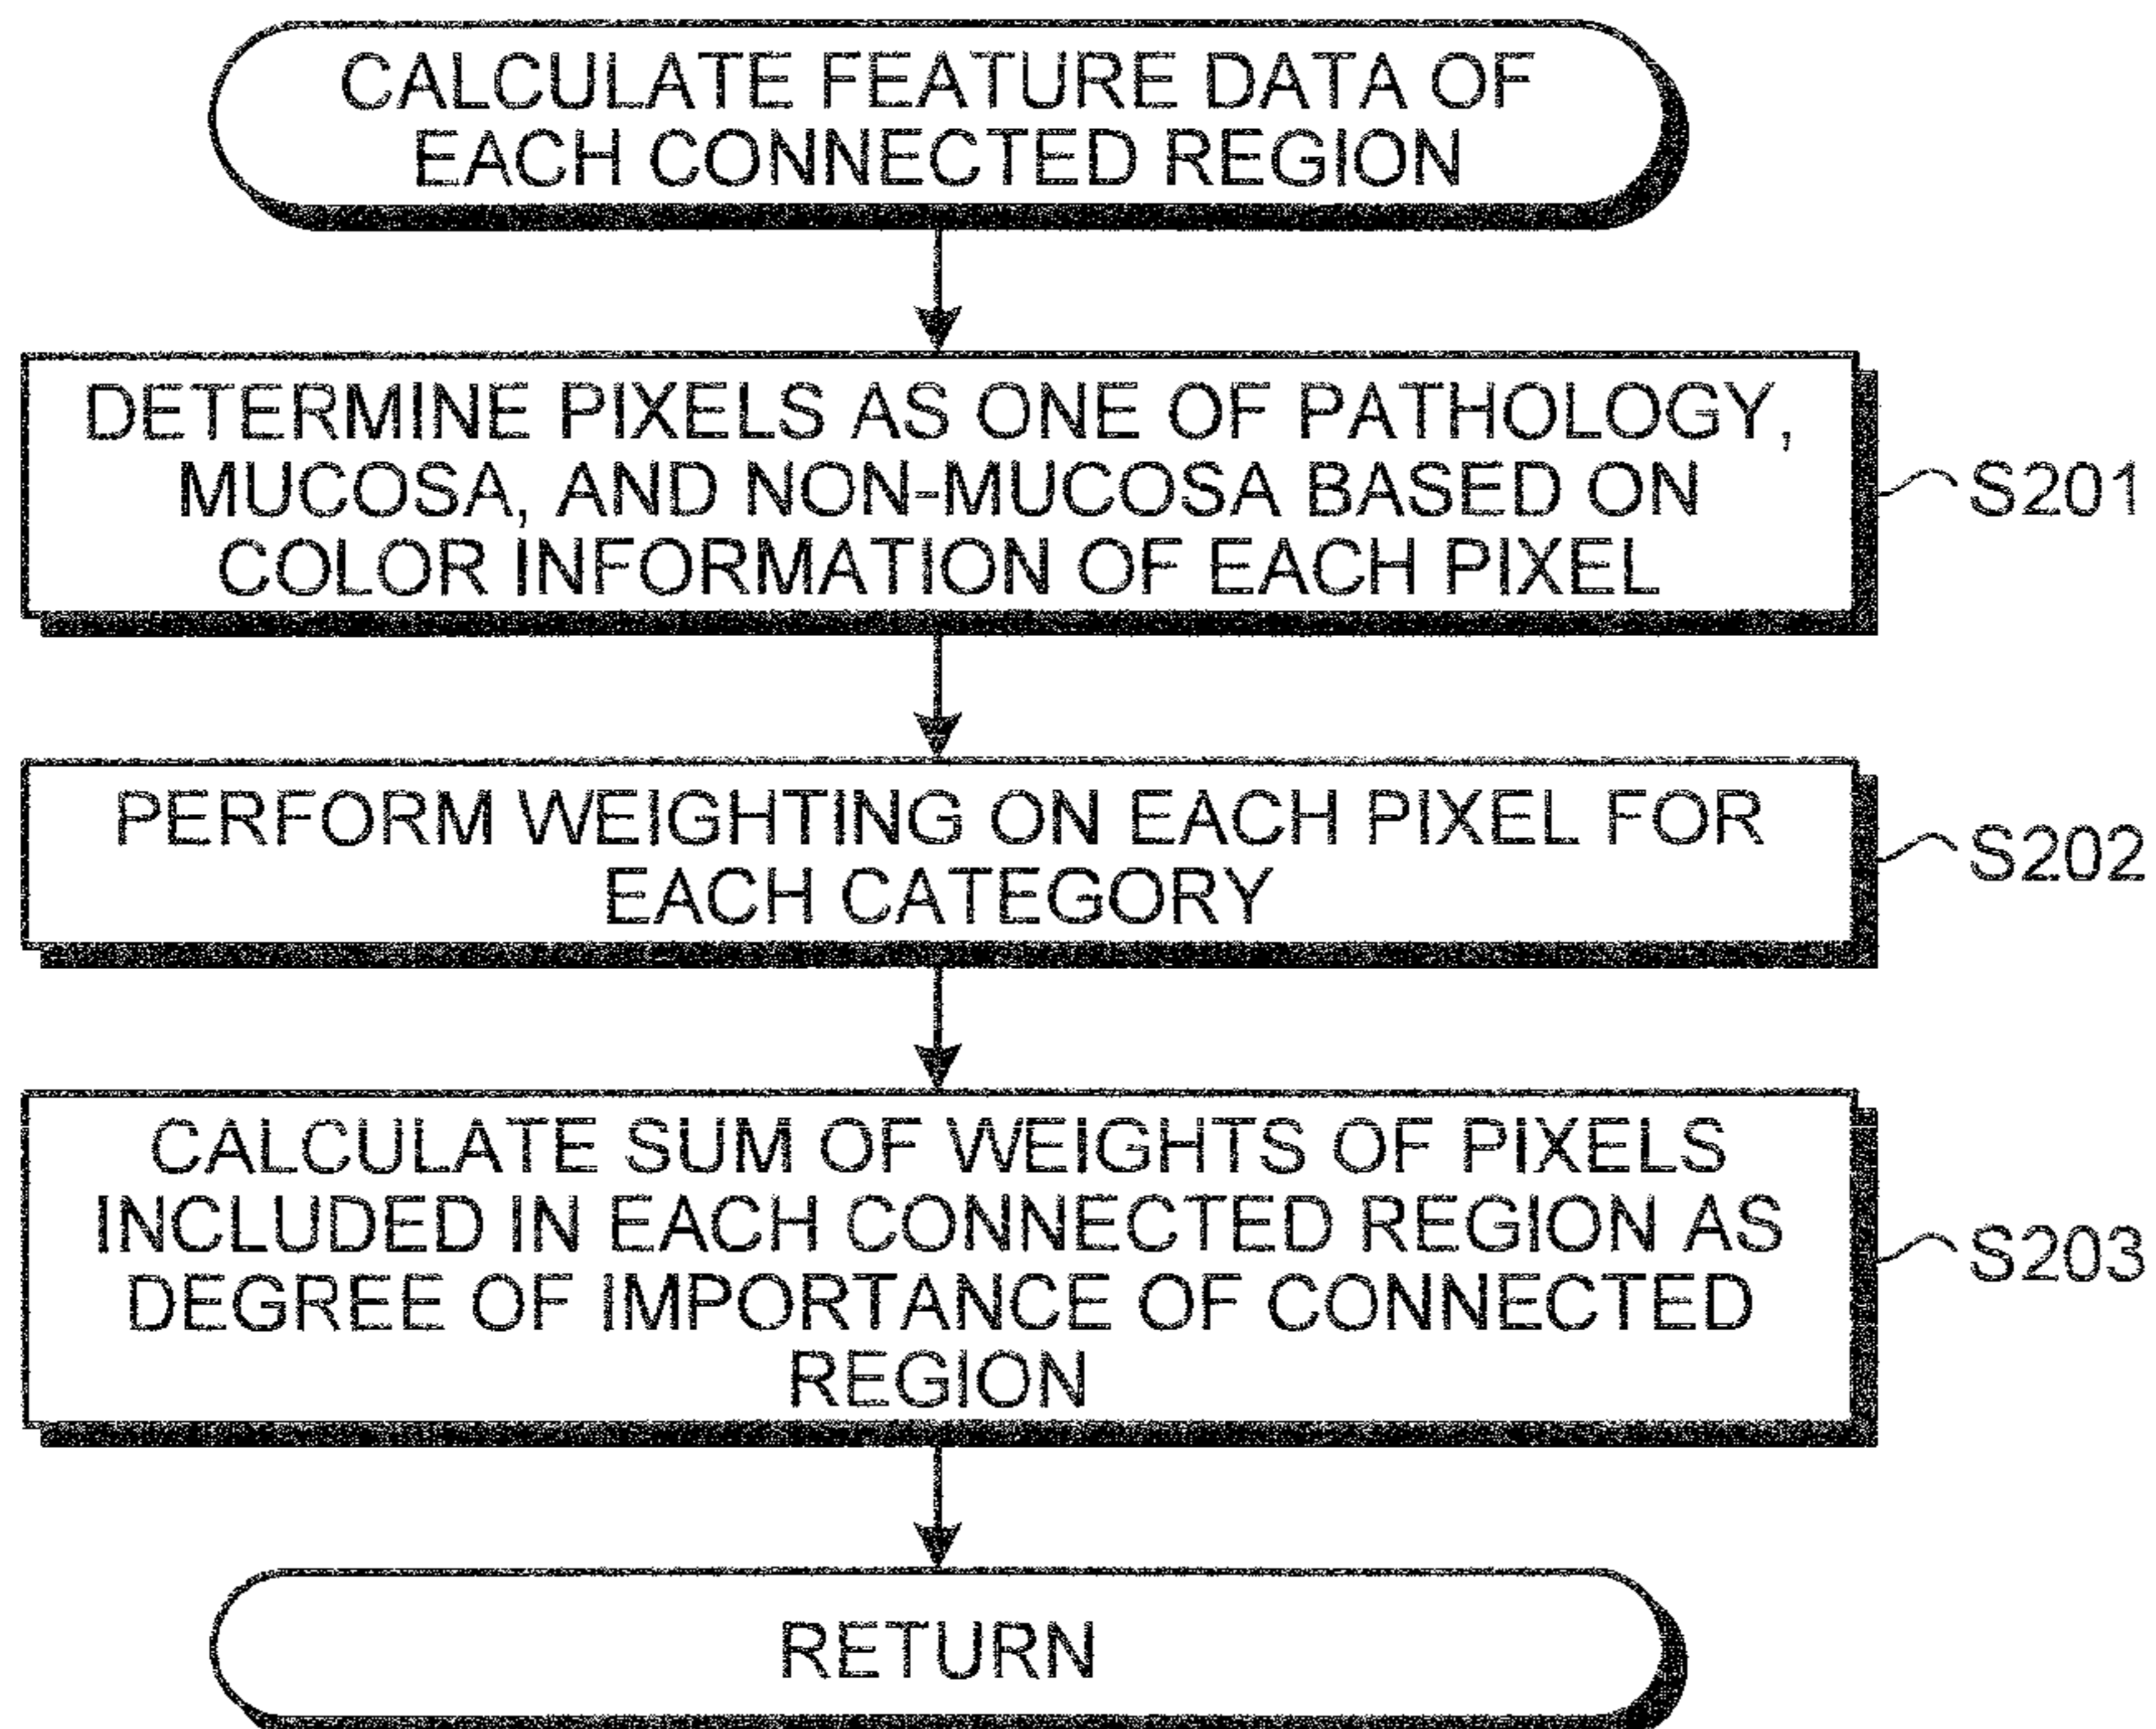 CALCULATE FEATURE DATA OF
EACH CONNECTED REGION
DETERMINE PIXELS AS ONE OF PATHOLOGY,
MUCOSA, AND NON-MUCOSA BASED ON
COLOR INFORMATION OF EACH PIXEL
S201
PERFORM WEIGHTING ON EACH PIXEL FOR
EACH CATEGORY
S202
CALCULATE SUM OF WEIGHTS OF PIXELS
INCLUDED IN EACH CONNECTED REGION AS
DEGREE OF IMPORTANCE OF CONNECTED
REGION
S203
RETURN